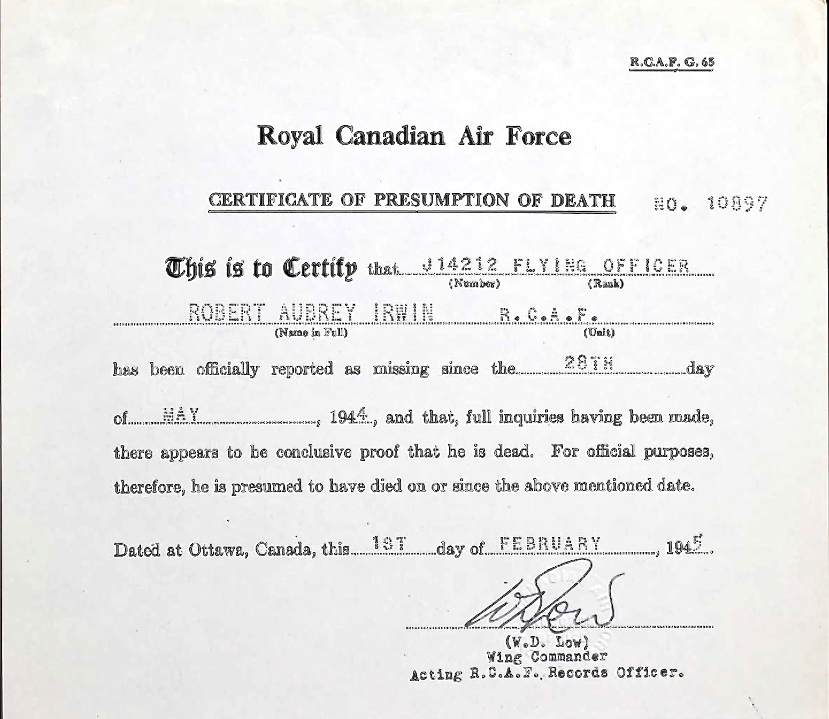 R.C.A.F. G. 65
Royal Canadian Air Force
CERTIFICATE OF PRESUMPTION OF DEATH NO. 10897
This is to Certify that J14212 FLYING OFFICER
(Number) (Rank)
ROBERT AUBREY IRWIN R.C.A.F.
(Name in Full) (Unit)
has been officially reported as missing since the 28TH day
of MAY, 1944, and that, full inquiries having been made,
there appears to be conclusive proof that he is dead. For official purposes,
therefore, he is presumed to have died on or since the above mentioned date.
Dated at Ottawa, Canada, this 1ST day of FEBRUARY, 1945.
WD Low
(W.D. Low)
Wing Commander
Acting R.C.A.F. Records Officer.